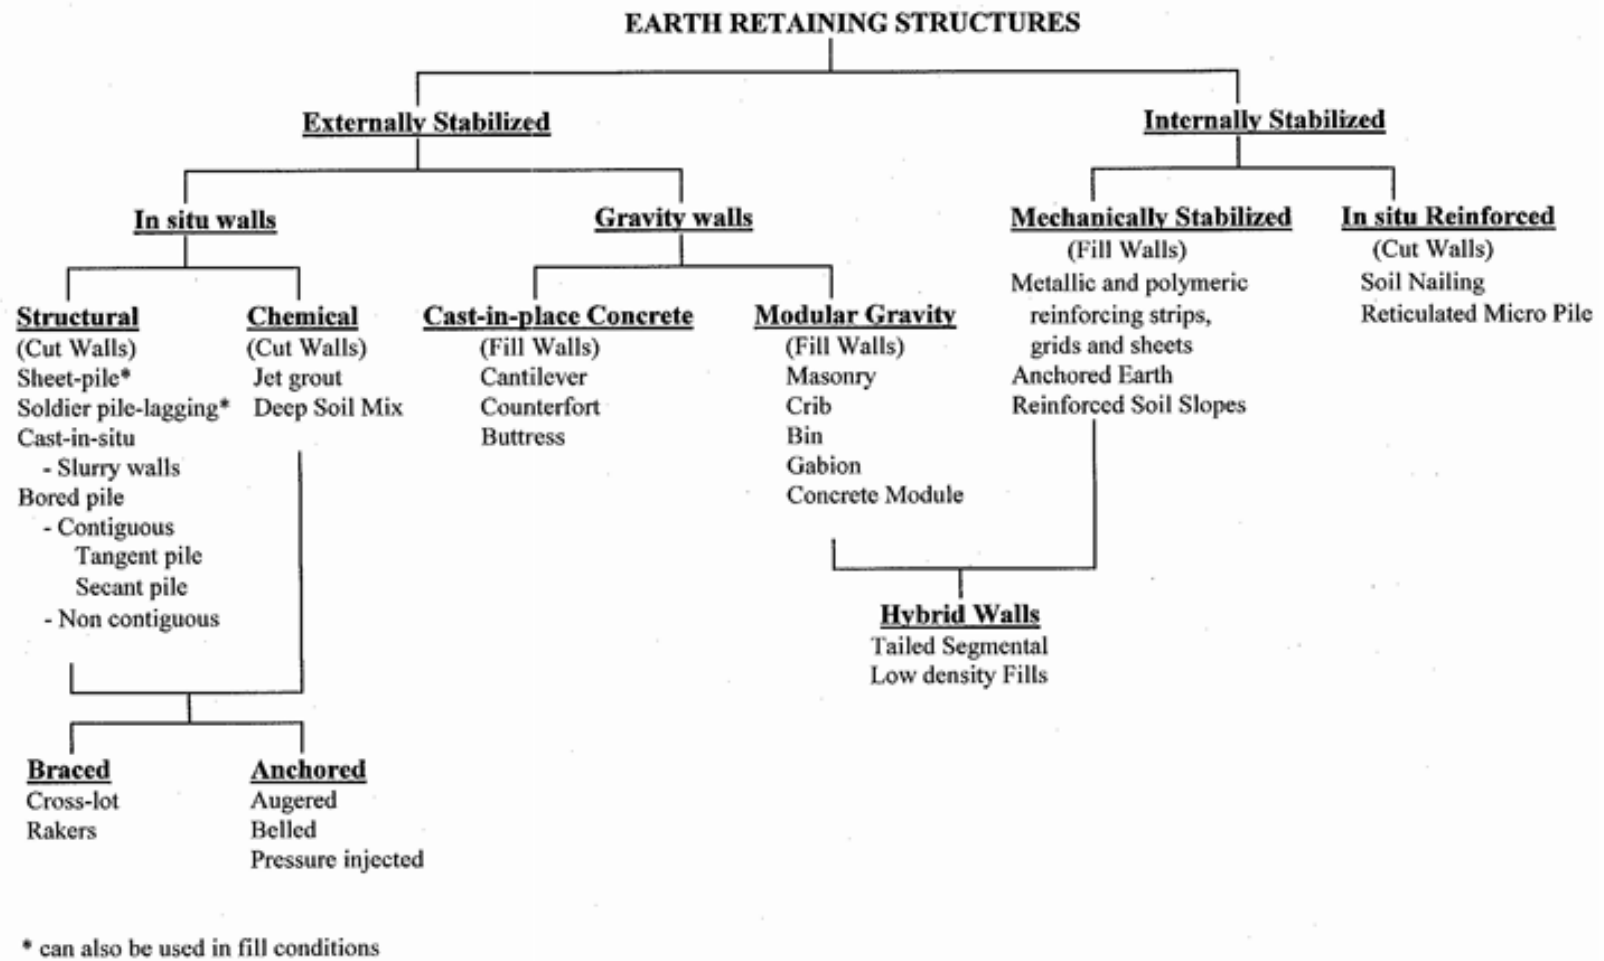 EARTH RETAINING STRUCTURES
Externally Stabilized
Internally Stabilized
In situ walls
Gravity walls
Mechanically Stabilized
(Fill Walls)
Metallic and polymeric
reinforcing strips,
grids and sheets
Anchored Earth
Reinforced Soil Slopes
In situ Reinforced
(Cut Walls)
Soil Nailing
Reticulated Micro Pile
Structural
(Cut Walls)
Sheet-pile*
Soldier pile-lagging*
Cast-in-situ
- Slurry walls
Bored pile
- Contiguous
Tangent pile
Secant pile
- Non contiguous
Chemical
(Cut Walls)
Jet grout
Deep Soil Mix
Cast-in-place Concrete
(Fill Walls)
Cantilever
Counterfort
Buttress
Modular Gravity
(Fill Walls)
Masonry
Crib
Bin
Gabion
Concrete Module
Hybrid Walls
Tailed Segmental
Low density Fills
Braced
Cross-lot
Rakers
Anchored
Augered
Belled
Pressure injected
* can also be used in fill conditions